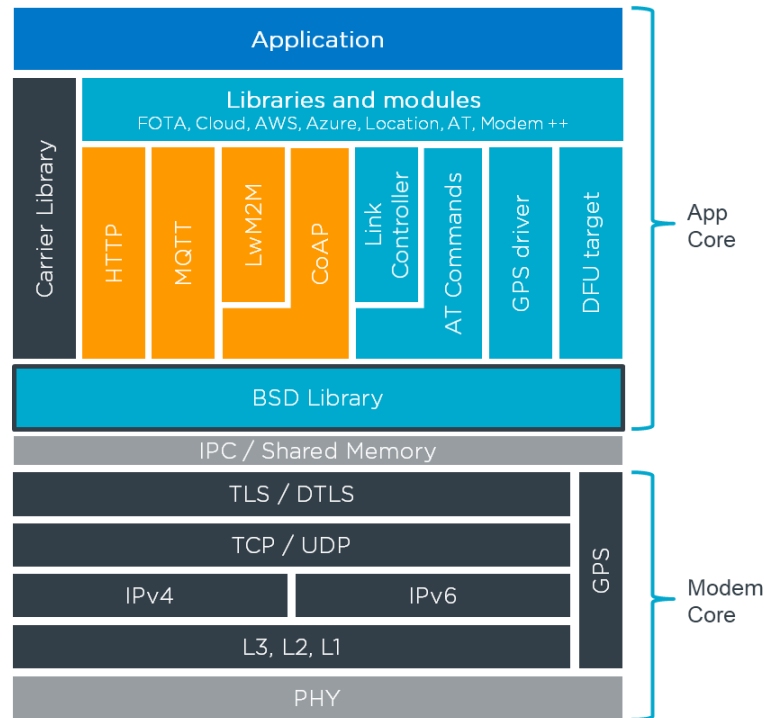 Application
Libraries and modules
FOTA, Cloud, AWS, Azure, Location, AT, Modem ++
Carrier Library
HTTP
MQTT
LwM2M
CoAP
Link
Controller
AT Commands
GPS driver
DFU target
App
Core
BSD Library
IPC / Shared Memory
TLS / DTLS
TCP / UDP
IPv4
IPv6
GPS
Modem
Core
L3, L2, L1
PHY